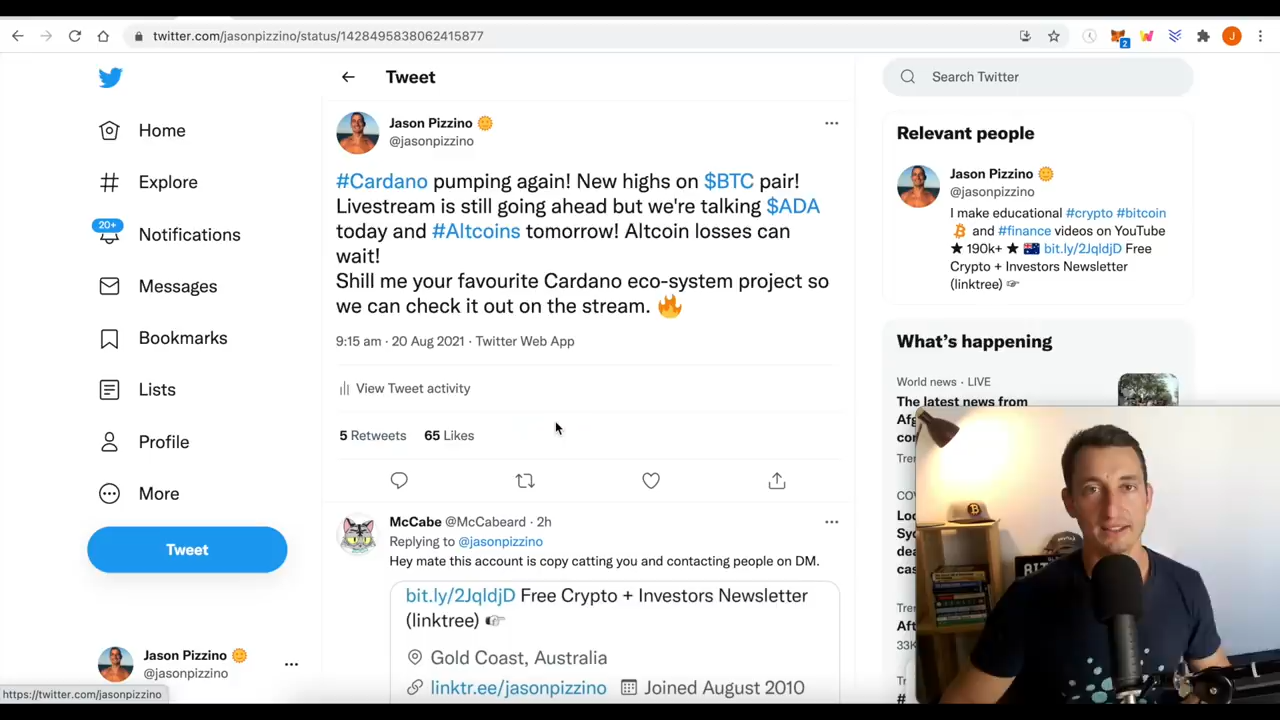 twitter.com/jasonpizzino/status/1428495838062415877
2
J
Home
Explore
20+
Notifications
Messages
Bookmarks
Lists
Profile
More
Tweet
Jason Pizzino
@jasonpizzino
https://twitter.com/jasonpizzino
Tweet
Jason Pizzino
@jasonpizzino
#Cardano pumping again! New highs on $BTC pair!
Livestream is still going ahead but we're talking $ADA
today and #Altcoins tomorrow! Altcoin losses can
wait!
Shill me your favourite Cardano eco-system project so
we can check it out on the stream. 🔥
9:15 am · 20 Aug 2021 · Twitter Web App
View Tweet activity
5 Retweets 65 Likes
McCabe @McCabeard · 2h
Replying to @jasonpizzino
Hey mate this account is copy catting you and contacting people on DM.
bit.ly/2JqldjD Free Crypto + Investors Newsletter
(linktree) 👉
Gold Coast, Australia
linktr.ee/jasonpizzino Joined August 2010
Search Twitter
Relevant people
Jason Pizzino
@jasonpizzino
I make educational #crypto #bitcoin
and #finance videos on YouTube
★ 190k+ ★ 🇦🇺 bit.ly/2JqldjD Free
Crypto + Investors Newsletter
(linktree) 👉
What's happening
World news · LIVE
The latest news from